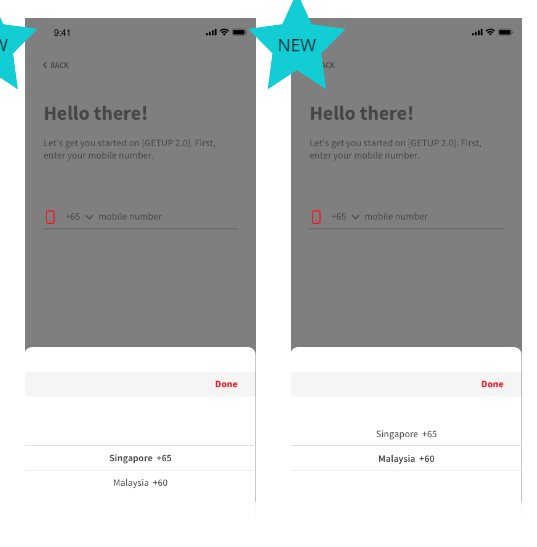 W
9:41
BACK
Hello there!
Let's get you started on [GETUP 2.0]. First,
enter your mobile number.
+65 mobile number
Done
Singapore +65
Malaysia +60
NEW
ACK
Hello there!
Let's get you started on [GETUP 2.0]. First,
enter your mobile number.
+65 mobile number
Done
Singapore +65
Malaysia +60